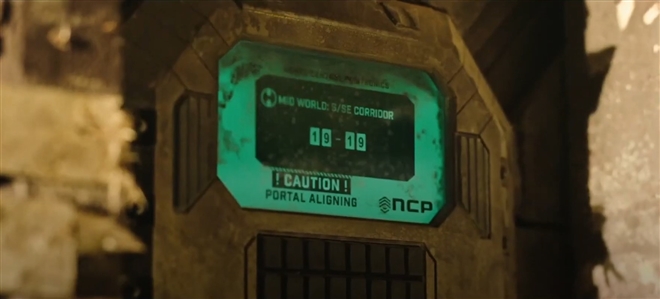 MID WORLD: S/SE CORRIDOR
19 - 19
! CAUTION !
PORTAL ALIGNING
NCP